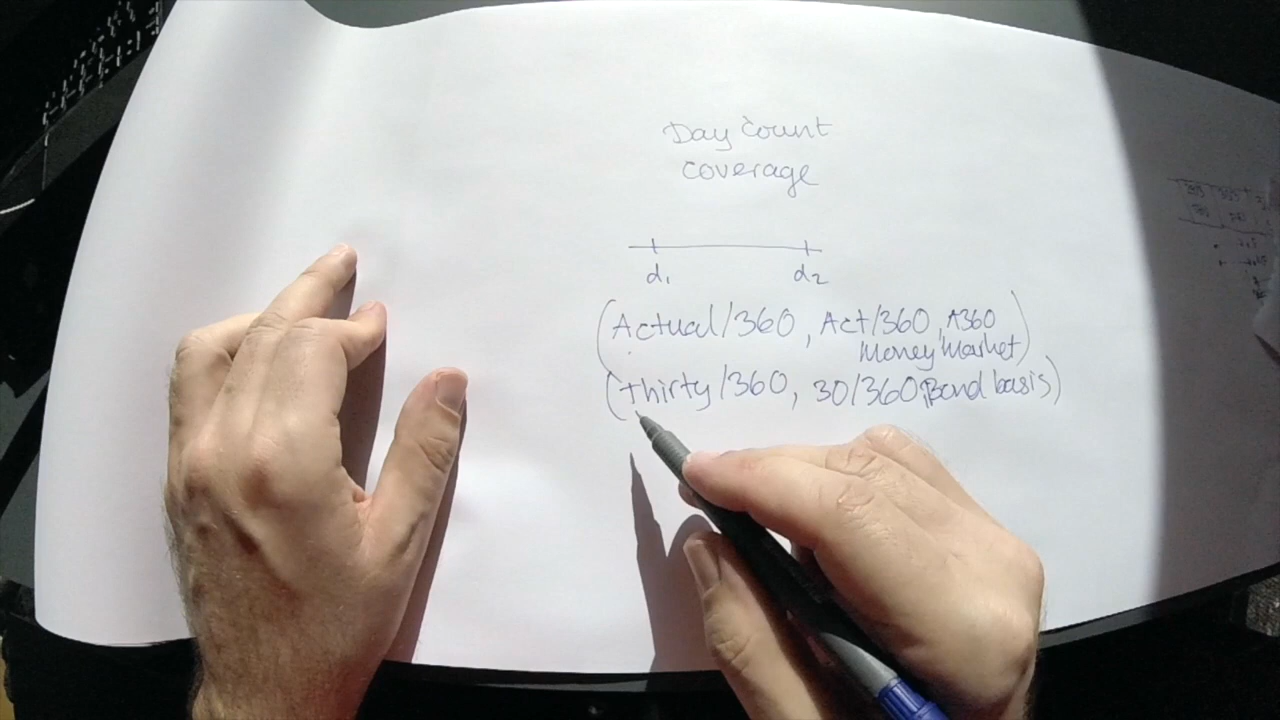 Day Count
coverage
d1 d2
(Actual/360, Act/360, A360
Money Market)
(thirty/360, 30/360, Bond basis)